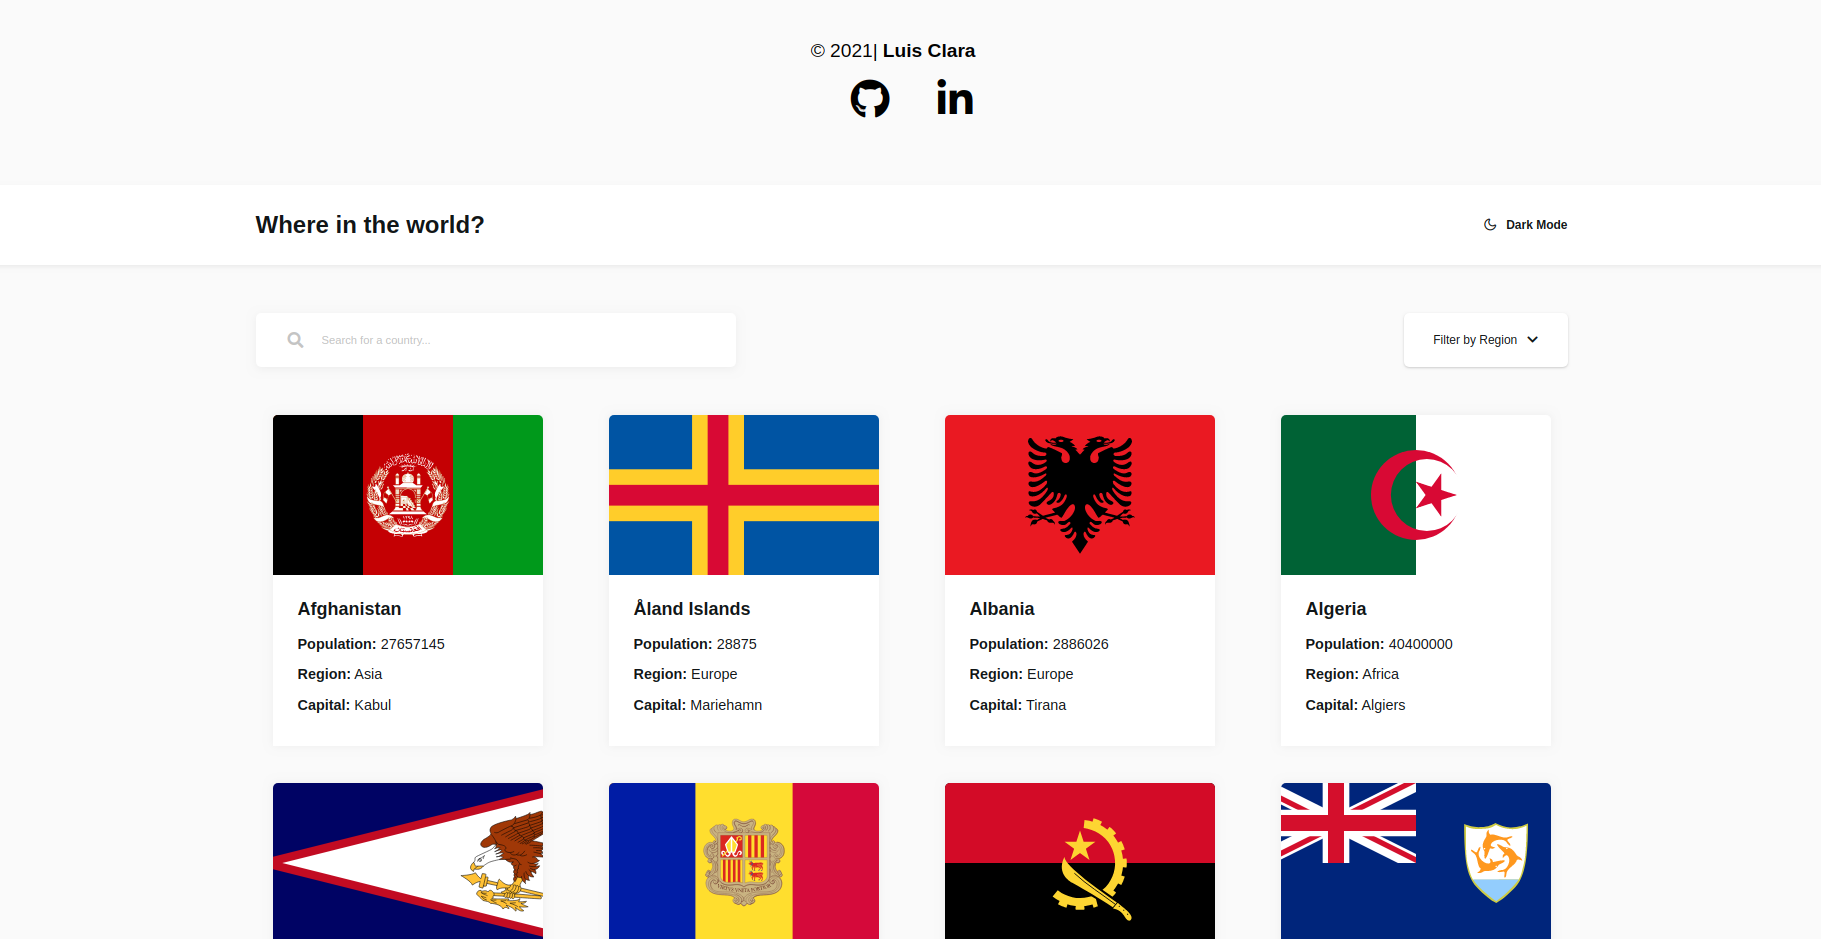 © 2021| Luis Clara
Where in the world?
Dark Mode
Search for a country...
Filter by Region
Afghanistan
Population: 27657145
Region: Asia
Capital: Kabul
Åland Islands
Population: 28875
Region: Europe
Capital: Mariehamn
Albania
Population: 2886026
Region: Europe
Capital: Tirana
Algeria
Population: 40400000
Region: Africa
Capital: Algiers